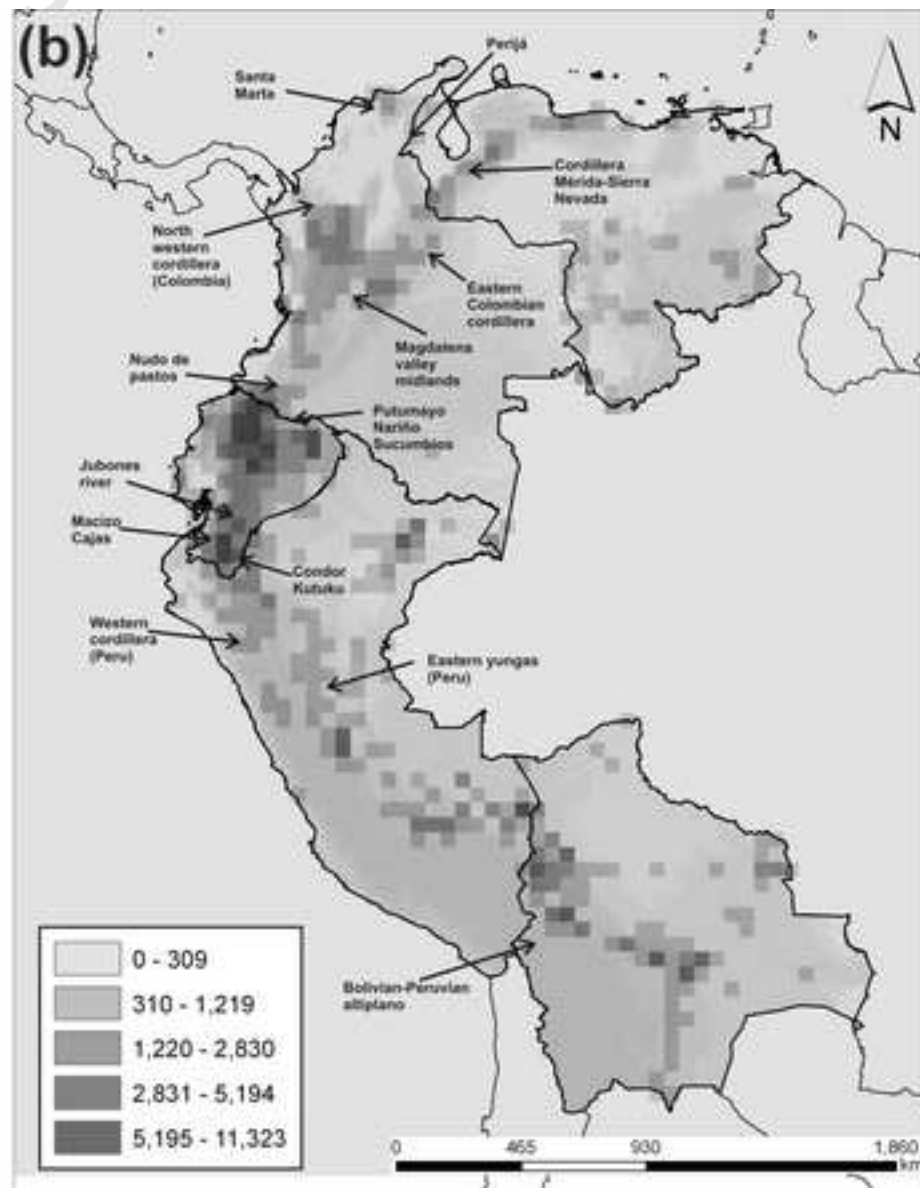 (b)
Perijá
Santa
Marta
N
Cordillera
Mérida-Sierra
Nevada
North
western
cordillera
(Colombia)
Eastern
Colombian
cordillera
Magdalena
valley
midlands
Nudo de
pastos
Putumayo
Nariño
Sucumbios
Jubones
river
Macizo
Cajas
Condor
Kutuku
Western
cordillera
(Peru)
Eastern yungas
(Peru)
Bolivian-Peruvian
altiplano
0 - 309
310 - 1,219
1,220 - 2,830
2,831 - 5,194
5,195 - 11,323
0 465 930 1,860
km